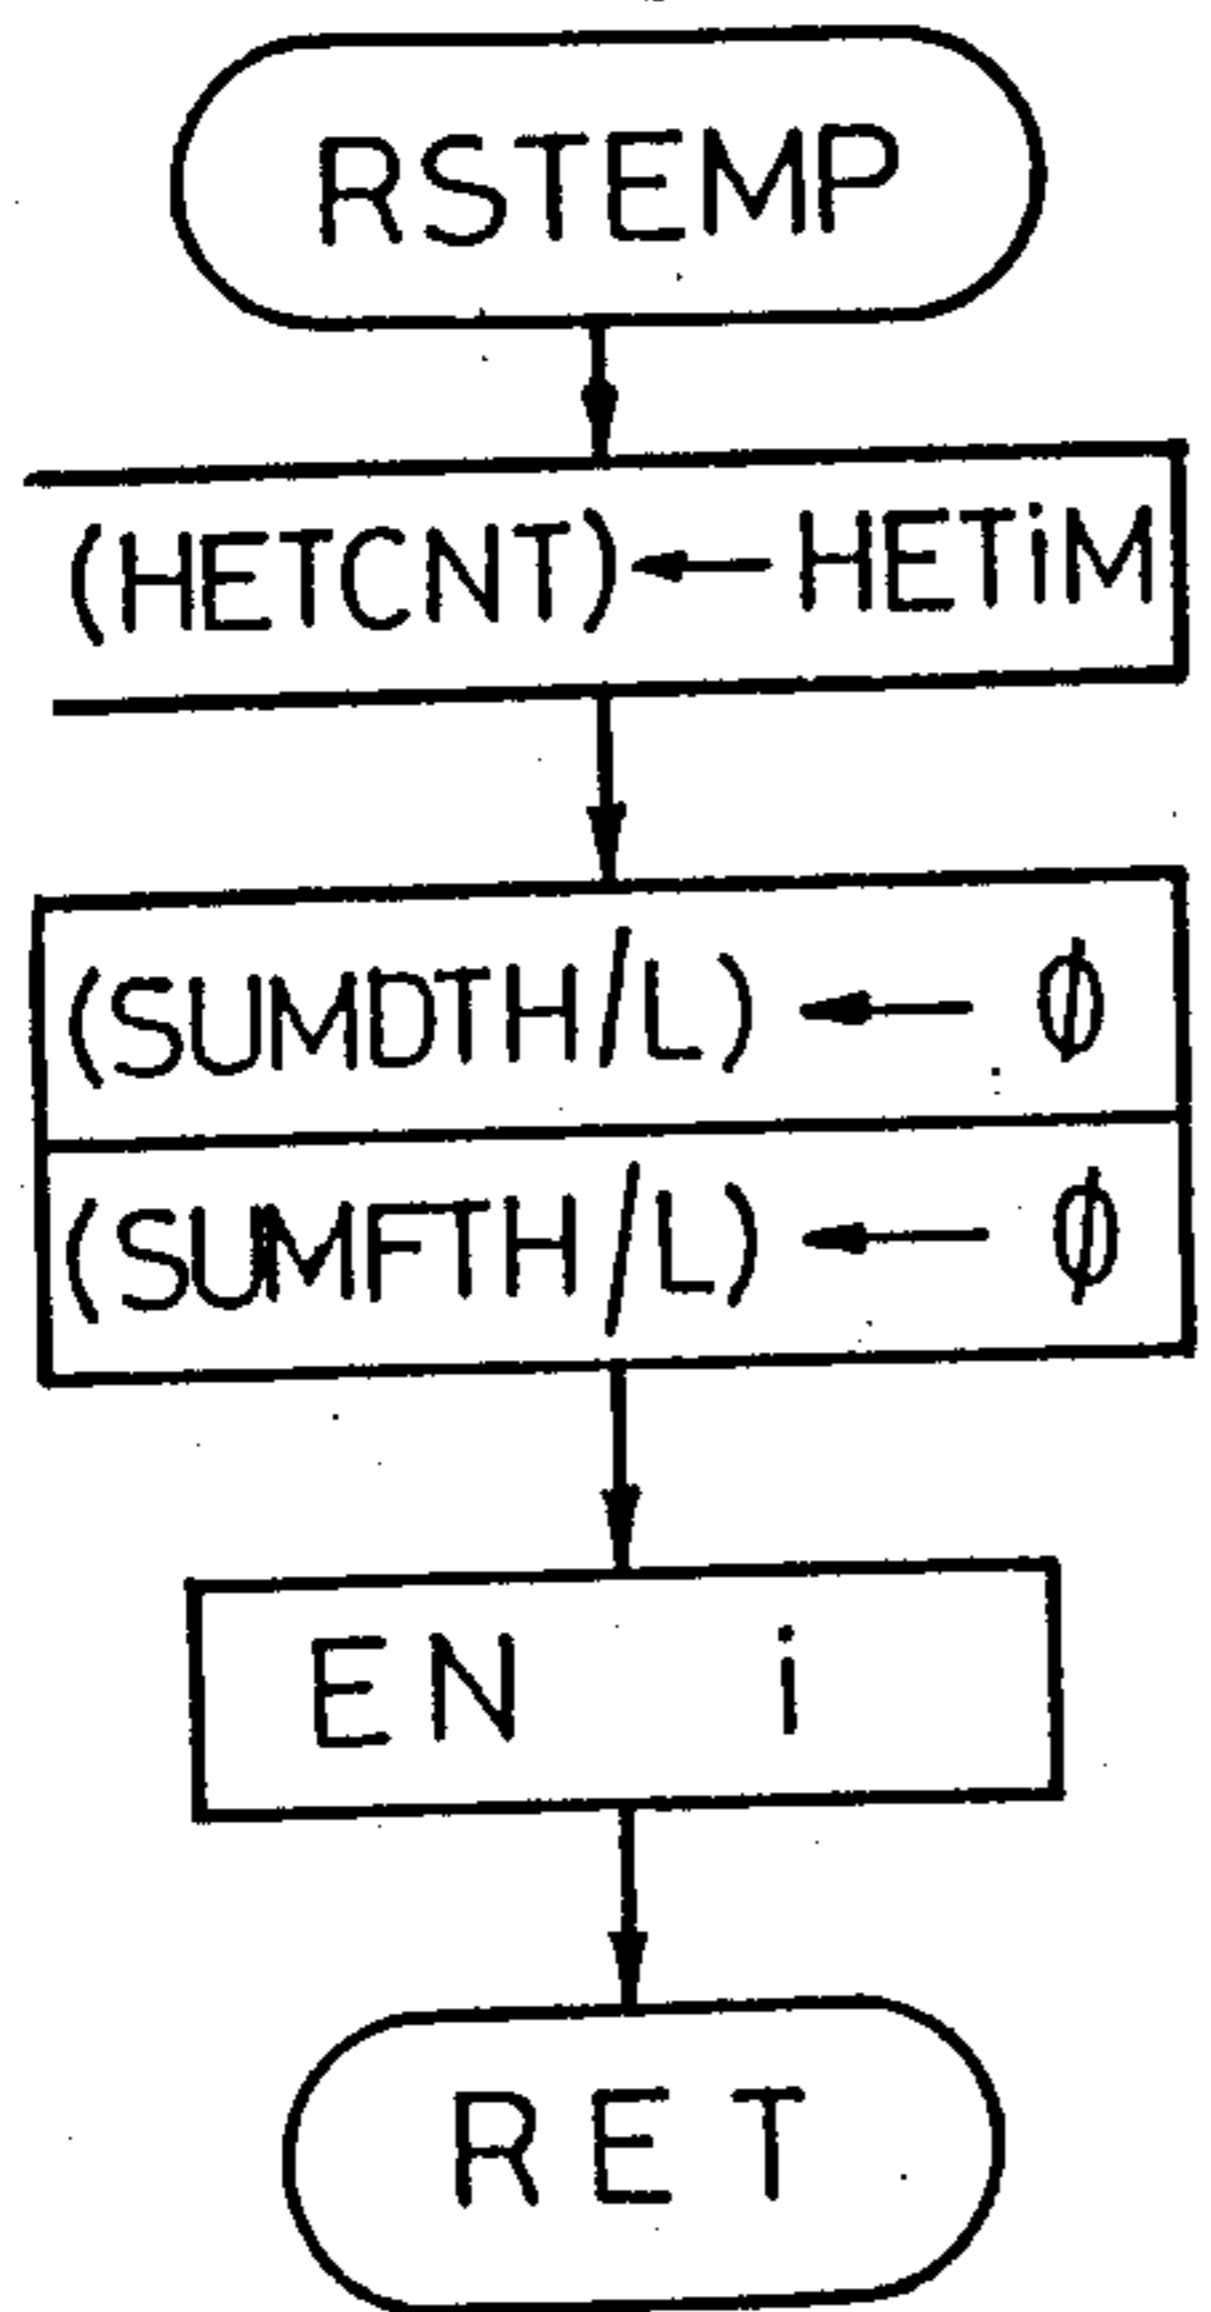 RSTEMP
(HETCNT) ← HETiM
(SUMDTH/L) ← ∅
(SUMFTH/L) ← ∅
EN i
RET